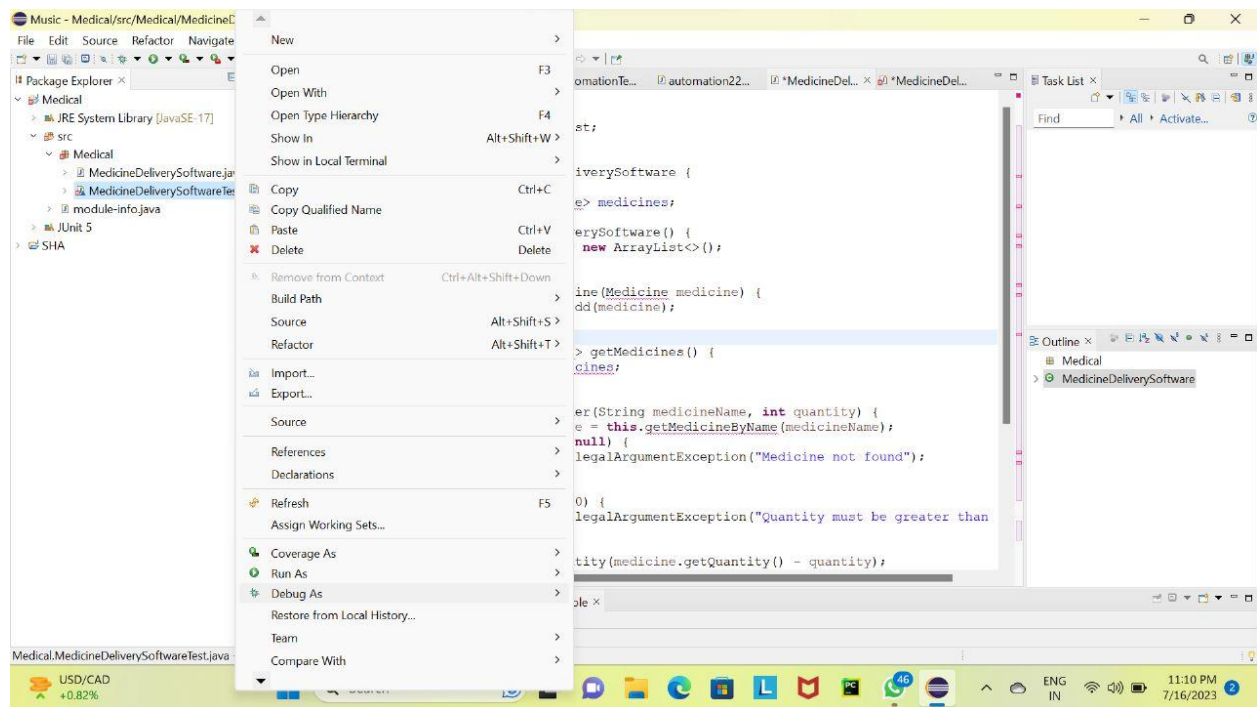 Music - Medical/src/Medical/MedicineD
File Edit Source Refactor Navigate
Package Explorer
Medical
JRE System Library [JavaSE-17]
src
Medical
MedicineDeliverySoftware.ja
MedicineDeliverySoftwareTe
module-info.java
JUnit 5
SHA
New
Open F3
Open With
Open Type Hierarchy F4
Show In Alt+Shift+W >
Show in Local Terminal
Copy Ctrl+C
Copy Qualified Name
Paste Ctrl+V
Delete Delete
Remove from Context Ctrl+Alt+Shift+Down
Build Path
Source Alt+Shift+S >
Refactor Alt+Shift+T >
Import...
Export...
Source
References
Declarations
Refresh F5
Assign Working Sets...
Coverage As
Run As
Debug As
Restore from Local History...
Team
Compare With
omationTe... automation22... *MedicineDel... *MedicineDel...
st;
iverySoftware {
e> medicines;
erySoftware() {
new ArrayList<>();
ine(Medicine medicine) {
dd(medicine);
> getMedicines() {
cines;
er(String medicineName, int quantity) {
e = this.getMedicineByName(medicineName);
null) {
legalArgumentException("Medicine not found");
0) {
legalArgumentException("Quantity must be greater than
tity(medicine.getQuantity() - quantity);
ole
Task List
Find All Activate...
Outline
Medical
MedicineDeliverySoftware
Medical.MedicineDeliverySoftwareTest.java
USD/CAD
+0.82%
46
ENG
IN
11:10 PM
7/16/2023
2